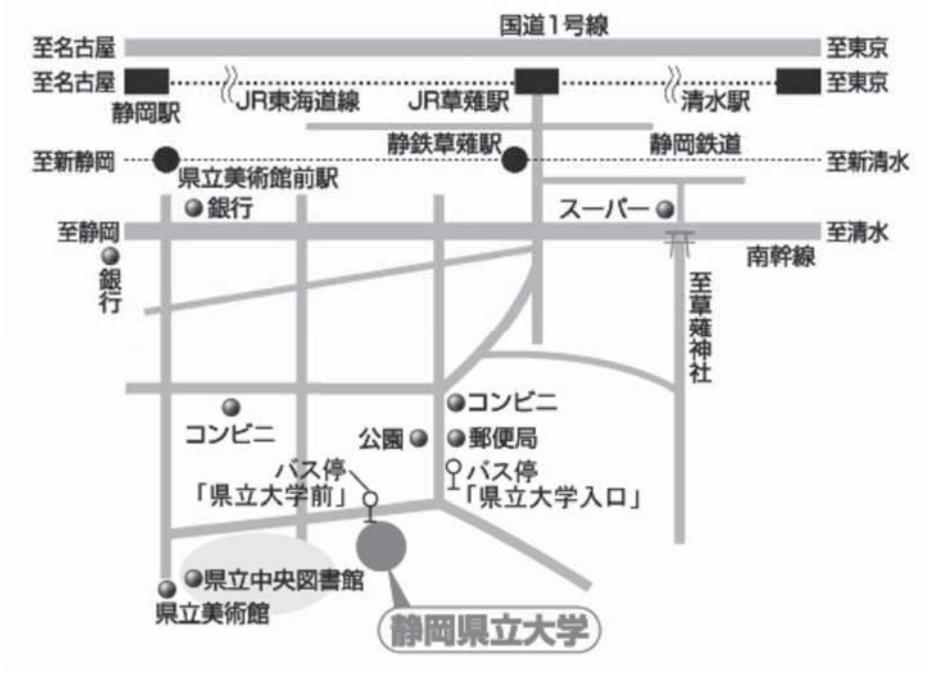 国道1号線
至名古屋
至東京
至名古屋
至東京
静岡駅
JR東海道線
JR草薙駅
清水駅
静鉄草薙駅
静岡鉄道
至新静岡
至新清水
県立美術館前駅
銀行
スーパー
至静岡
至清水
南幹線
銀行
至草薙神社
コンビニ
コンビニ
公園
郵便局
バス停
「県立大学前」
バス停
「県立大学入口」
県立中央図書館
県立美術館
静岡県立大学